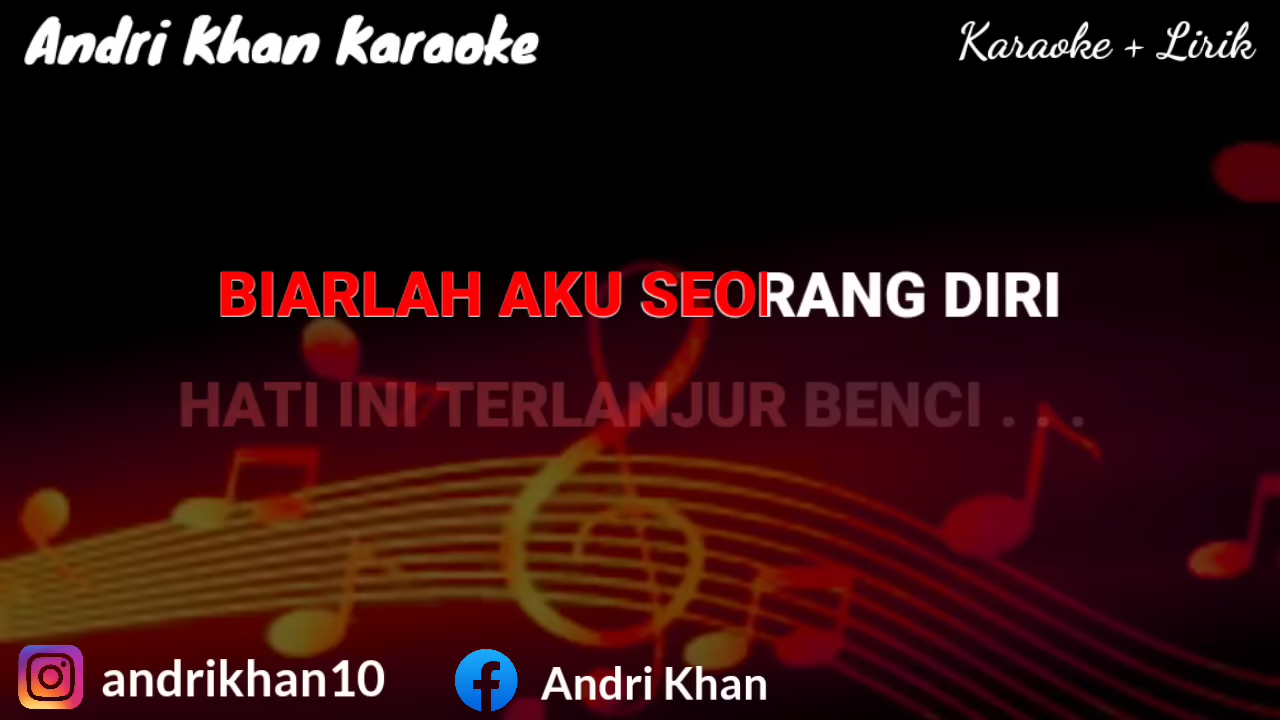 Andri Khan Karaoke
Karaoke + Lirik
BIARLAH AKU SEORANG DIRI
HATI INI TERLANJUR BENCI . . .
andrikhan10
Andri Khan